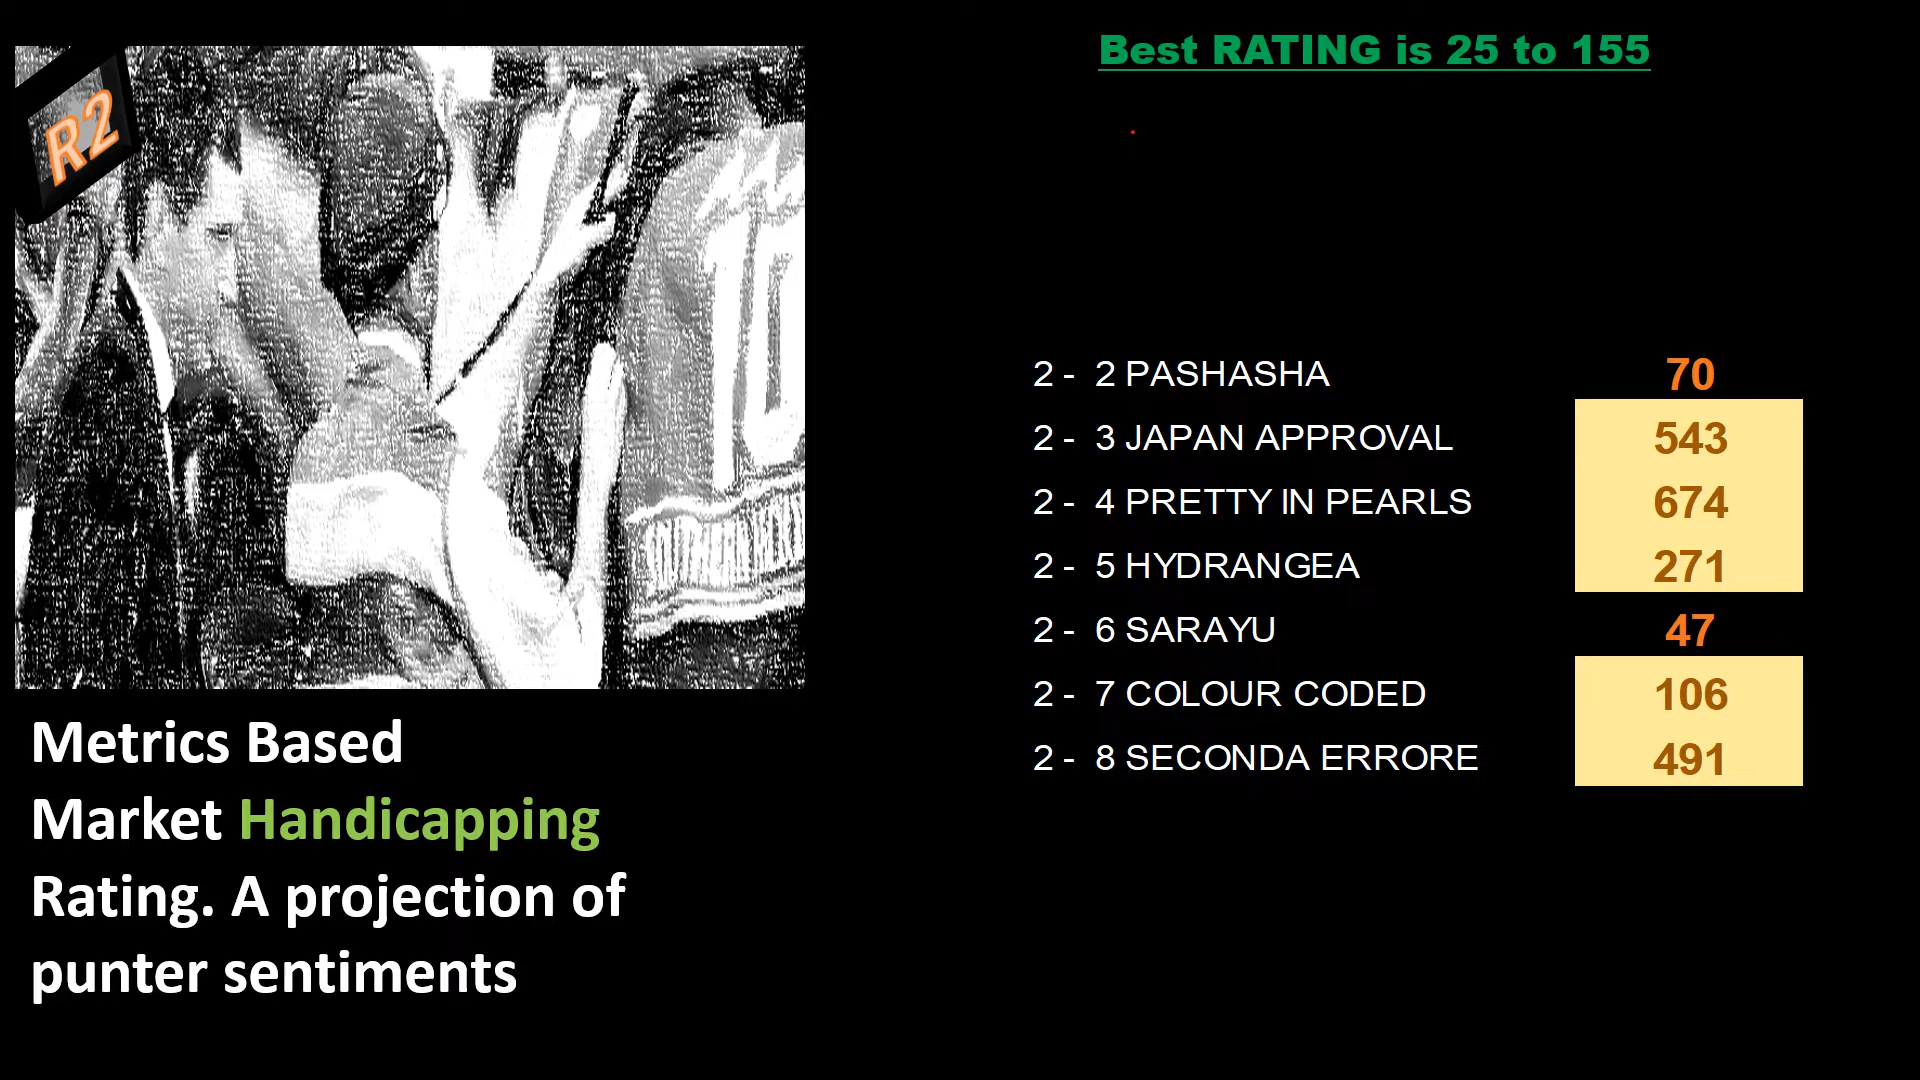 R2
Best RATING is 25 to 155
2 - 2 PASHASHA 70
2 - 3 JAPAN APPROVAL 543
2 - 4 PRETTY IN PEARLS 674
2 - 5 HYDRANGEA 271
2 - 6 SARAYU 47
2 - 7 COLOUR CODED 106
2 - 8 SECONDA ERRORE 491
Metrics Based
Market Handicapping
Rating. A projection of
punter sentiments